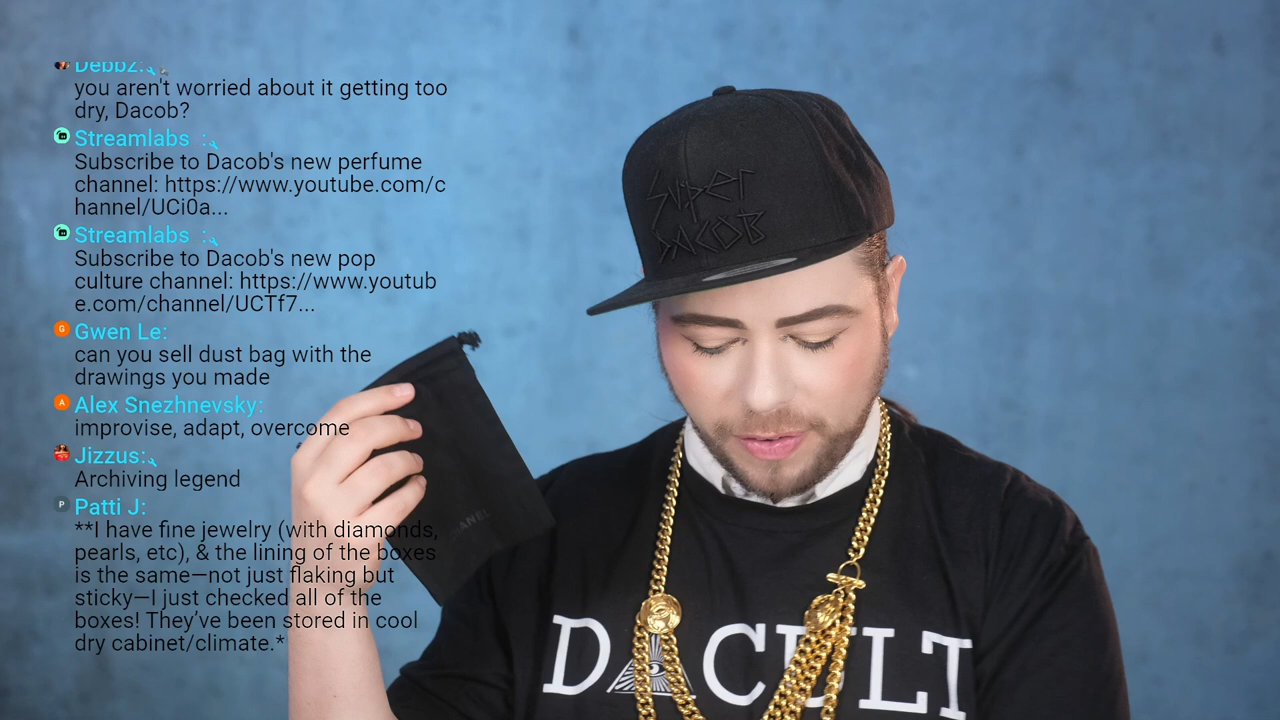 Debbz:
you aren't worried about it getting too
dry, Dacob?
Streamlabs :
Subscribe to Dacob's new perfume
channel: https://www.youtube.com/c
hannel/UCi0a...
Streamlabs :
Subscribe to Dacob's new pop
culture channel: https://www.youtub
e.com/channel/UCTf7...
G Gwen Le:
can you sell dust bag with the
drawings you made
A Alex Snezhnevsky:
improvise, adapt, overcome
Jizzus:
Archiving legend
P Patti J:
**I have fine jewelry (with diamonds,
pearls, etc), & the lining of the boxes
is the same—not just flaking but
sticky—I just checked all of the
boxes! They've been stored in cool
dry cabinet/climate.*
SUPER
DACOB
CHANEL
DACULT